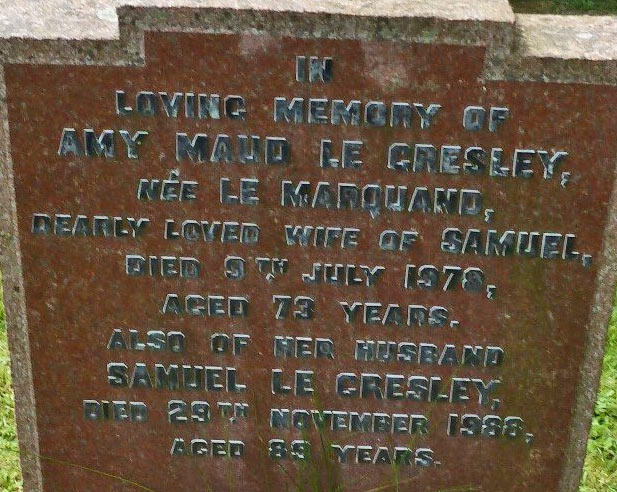 IN
LOVING MEMORY OF
AMY MAUD LE GRESLEY,
NÉE LE MARQUAND,
DEARLY LOVED WIFE OF SAMUEL,
DIED 9TH JULY 1978,
AGED 73 YEARS.
ALSO OF HER HUSBAND
SAMUEL LE GRESLEY,
DIED 29TH NOVEMBER 1988,
AGED 89 YEARS.